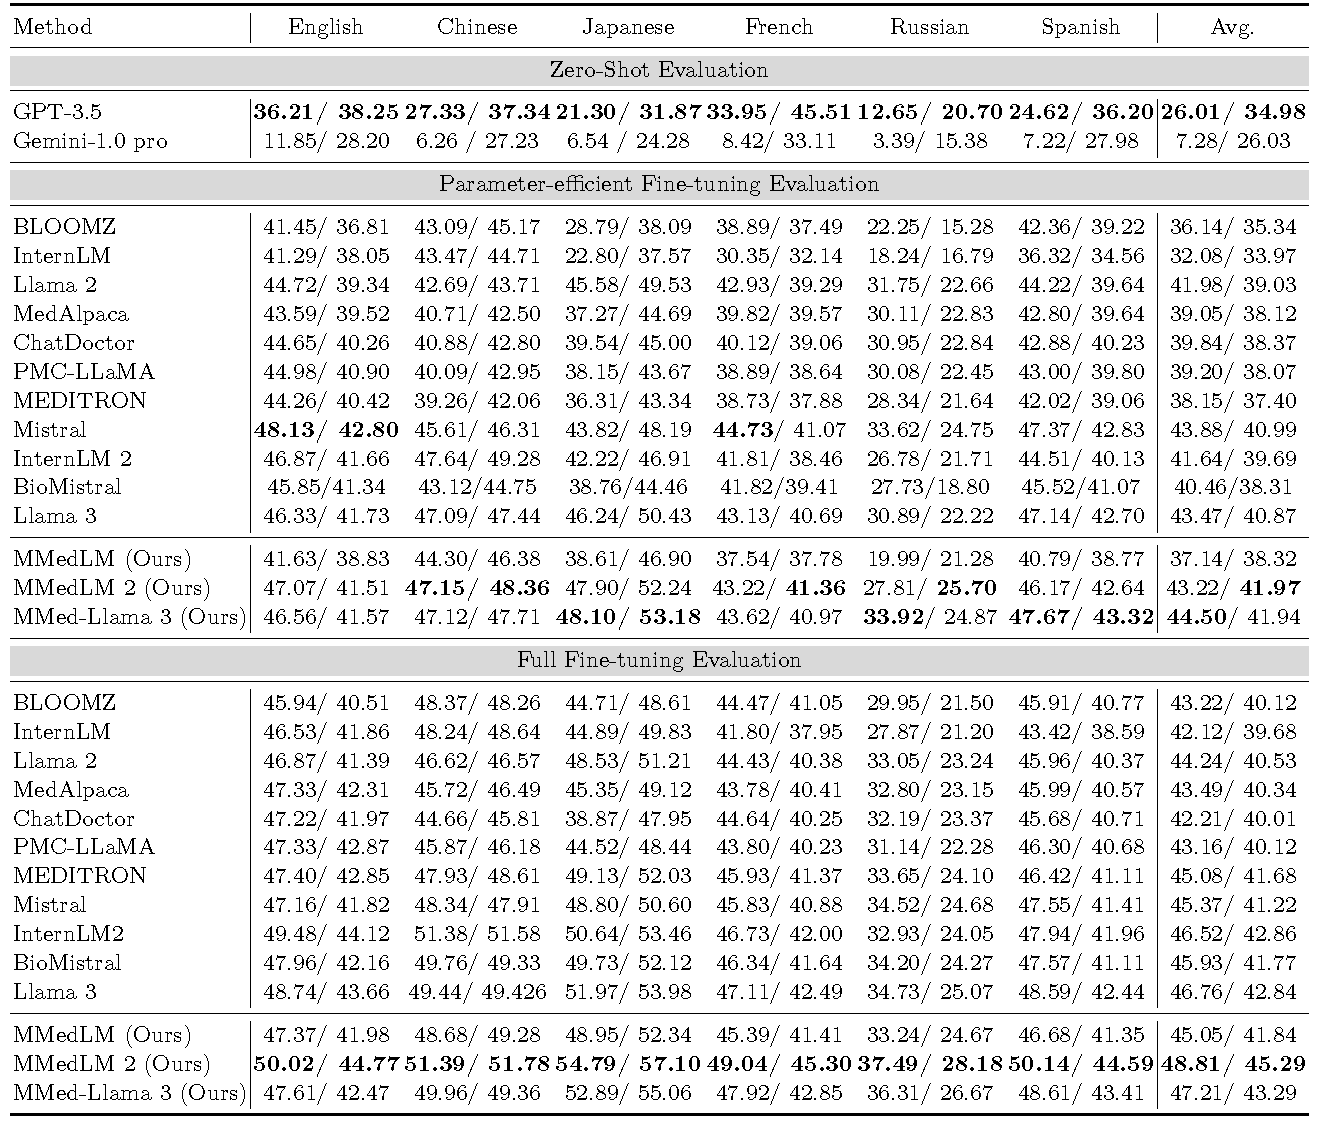 Method English Chinese Japanese French Russian Spanish Avg.
Zero-Shot Evaluation
GPT-3.5 36.21/ 38.25 27.33/ 37.34 21.30/ 31.87 33.95/ 45.51 12.65/ 20.70 24.62/ 36.20 26.01/ 34.98
Gemini-1.0 pro 11.85/ 28.20 6.26 / 27.23 6.54 / 24.28 8.42/ 33.11 3.39/ 15.38 7.22/ 27.98 7.28/ 26.03
Parameter-efficient Fine-tuning Evaluation
BLOOMZ 41.45/ 36.81 43.09/ 45.17 28.79/ 38.09 38.89/ 37.49 22.25/ 15.28 42.36/ 39.22 36.14/ 35.34
InternLM 41.29/ 38.05 43.47/ 44.71 22.80/ 37.57 30.35/ 32.14 18.24/ 16.79 36.32/ 34.56 32.08/ 33.97
Llama 2 44.72/ 39.34 42.69/ 43.71 45.58/ 49.53 42.93/ 39.29 31.75/ 22.66 44.22/ 39.64 41.98/ 39.03
MedAlpaca 43.59/ 39.52 40.71/ 42.50 37.27/ 44.69 39.82/ 39.57 30.11/ 22.83 42.80/ 39.64 39.05/ 38.12
ChatDoctor 44.65/ 40.26 40.88/ 42.80 39.54/ 45.00 40.12/ 39.06 30.95/ 22.84 42.88/ 40.23 39.84/ 38.37
PMC-LLaMA 44.98/ 40.90 40.09/ 42.95 38.15/ 43.67 38.89/ 38.64 30.08/ 22.45 43.00/ 39.80 39.20/ 38.07
MEDITRON 44.26/ 40.42 39.26/ 42.06 36.31/ 43.34 38.73/ 37.88 28.34/ 21.64 42.02/ 39.06 38.15/ 37.40
Mistral 48.13/ 42.80 45.61/ 46.31 43.82/ 48.19 44.73/ 41.07 33.62/ 24.75 47.37/ 42.83 43.88/ 40.99
InternLM 2 46.87/ 41.66 47.64/ 49.28 42.22/ 46.91 41.81/ 38.46 26.78/ 21.71 44.51/ 40.13 41.64/ 39.69
BioMistral 45.85/41.34 43.12/44.75 38.76/44.46 41.82/39.41 27.73/18.80 45.52/41.07 40.46/38.31
Llama 3 46.33/ 41.73 47.09/ 47.44 46.24/ 50.43 43.13/ 40.69 30.89/ 22.22 47.14/ 42.70 43.47/ 40.87
MMedLM (Ours) 41.63/ 38.83 44.30/ 46.38 38.61/ 46.90 37.54/ 37.78 19.99/ 21.28 40.79/ 38.77 37.14/ 38.32
MMedLM 2 (Ours) 47.07/ 41.51 47.15/ 48.36 47.90/ 52.24 43.22/ 41.36 27.81/ 25.70 46.17/ 42.64 43.22/ 41.97
MMed-Llama 3 (Ours) 46.56/ 41.57 47.12/ 47.71 48.10/ 53.18 43.62/ 40.97 33.92/ 24.87 47.67/ 43.32 44.50/ 41.94
Full Fine-tuning Evaluation
BLOOMZ 45.94/ 40.51 48.37/ 48.26 44.71/ 48.61 44.47/ 41.05 29.95/ 21.50 45.91/ 40.77 43.22/ 40.12
InternLM 46.53/ 41.86 48.24/ 48.64 44.89/ 49.83 41.80/ 37.95 27.87/ 21.20 43.42/ 38.59 42.12/ 39.68
Llama 2 46.87/ 41.39 46.62/ 46.57 48.53/ 51.21 44.43/ 40.38 33.05/ 23.24 45.96/ 40.37 44.24/ 40.53
MedAlpaca 47.33/ 42.31 45.72/ 46.49 45.35/ 49.12 43.78/ 40.41 32.80/ 23.15 45.99/ 40.57 43.49/ 40.34
ChatDoctor 47.22/ 41.97 44.66/ 45.81 38.87/ 47.95 44.64/ 40.25 32.19/ 23.37 45.68/ 40.71 42.21/ 40.01
PMC-LLaMA 47.33/ 42.87 45.87/ 46.18 44.52/ 48.44 43.80/ 40.23 31.14/ 22.28 46.30/ 40.68 43.16/ 40.12
MEDITRON 47.40/ 42.85 47.93/ 48.61 49.13/ 52.03 45.93/ 41.37 33.65/ 24.10 46.42/ 41.11 45.08/ 41.68
Mistral 47.16/ 41.82 48.34/ 47.91 48.80/ 50.60 45.83/ 40.88 34.52/ 24.68 47.55/ 41.41 45.37/ 41.22
InternLM2 49.48/ 44.12 51.38/ 51.58 50.64/ 53.46 46.73/ 42.00 32.93/ 24.05 47.94/ 41.96 46.52/ 42.86
BioMistral 47.96/ 42.16 49.76/ 49.33 49.73/ 52.12 46.34/ 41.64 34.20/ 24.27 47.57/ 41.11 45.93/ 41.77
Llama 3 48.74/ 43.66 49.44/ 49.426 51.97/ 53.98 47.11/ 42.49 34.73/ 25.07 48.59/ 42.44 46.76/ 42.84
MMedLM (Ours) 47.37/ 41.98 48.68/ 49.28 48.95/ 52.34 45.39/ 41.41 33.24/ 24.67 46.68/ 41.35 45.05/ 41.84
MMedLM 2 (Ours) 50.02/ 44.77 51.39/ 51.78 54.79/ 57.10 49.04/ 45.30 37.49/ 28.18 50.14/ 44.59 48.81/ 45.29
MMed-Llama 3 (Ours) 47.61/ 42.47 49.96/ 49.36 52.89/ 55.06 47.92/ 42.85 36.31/ 26.67 48.61/ 43.41 47.21/ 43.29